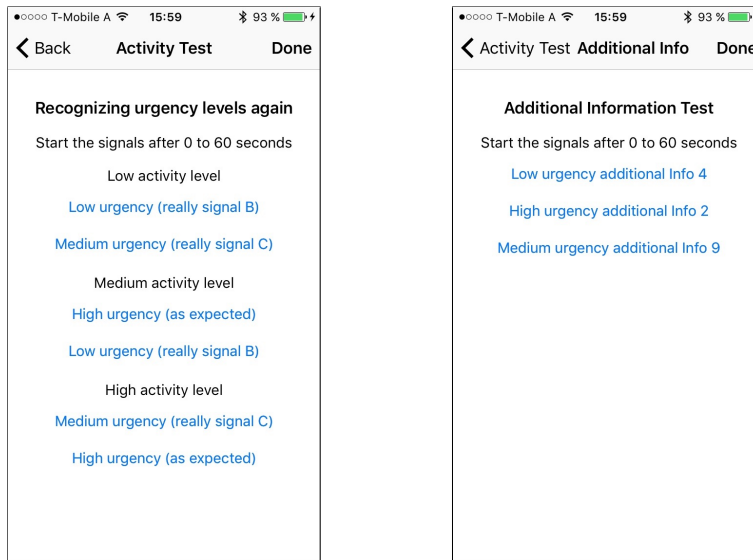 T-Mobile A 15:59 93 %
Back Activity Test Done
Recognizing urgency levels again
Start the signals after 0 to 60 seconds
Low activity level
Low urgency (really signal B)
Medium urgency (really signal C)
Medium activity level
High urgency (as expected)
Low urgency (really signal B)
High activity level
Medium urgency (really signal C)
High urgency (as expected)
T-Mobile A 15:59 93 %
Activity Test Additional Info Done
Additional Information Test
Start the signals after 0 to 60 seconds
Low urgency additional Info 4
High urgency additional Info 2
Medium urgency additional Info 9